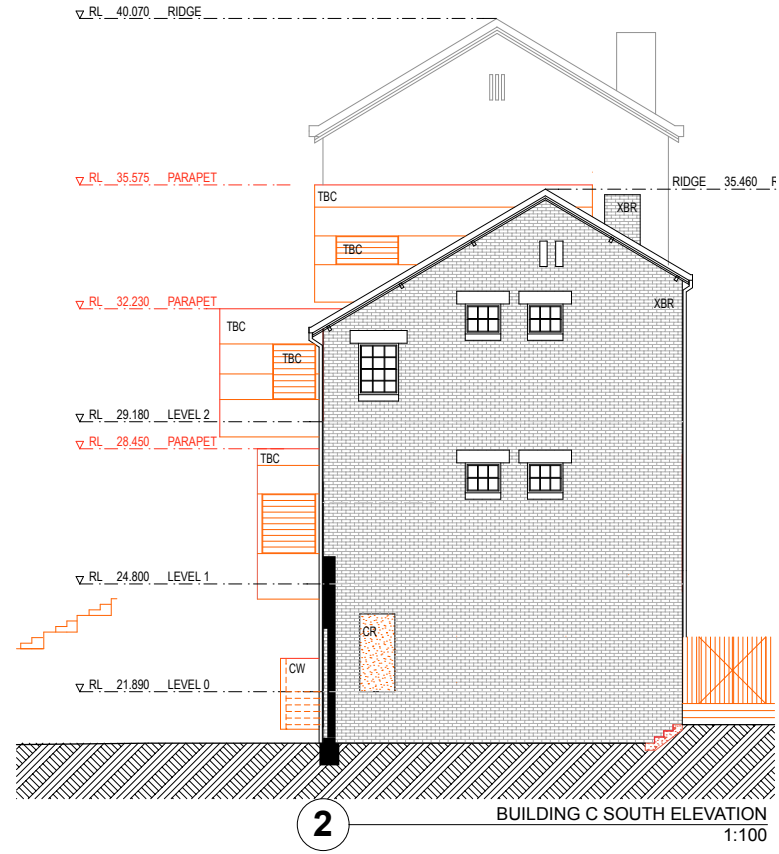 RL 40.070 RIDGE
RL 35.575 PARAPET
RIDGE 35.460 R
TBC
XBR
TBC
RL 32.230 PARAPET
XBR
TBC
TBC
RL 29.180 LEVEL 2
RL 28.450 PARAPET
TBC
RL 24.800 LEVEL 1
CR
CW
RL 21.890 LEVEL 0
2
BUILDING C SOUTH ELEVATION
1:100